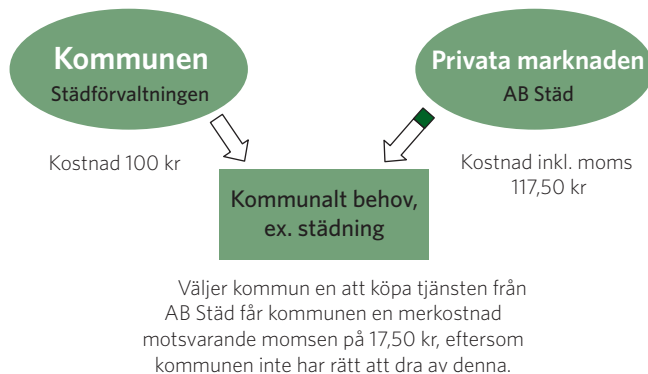 Kommunen
Städförvaltningen
Privata marknaden
AB Städ
Kostnad 100 kr
Kostnad inkl. moms
117,50 kr
Kommunalt behov,
ex. städning
Väljer kommun en att köpa tjänsten från
AB Städ får kommunen en merkostnad
motsvarande momsen på 17,50 kr, eftersom
kommunen inte har rätt att dra av denna.